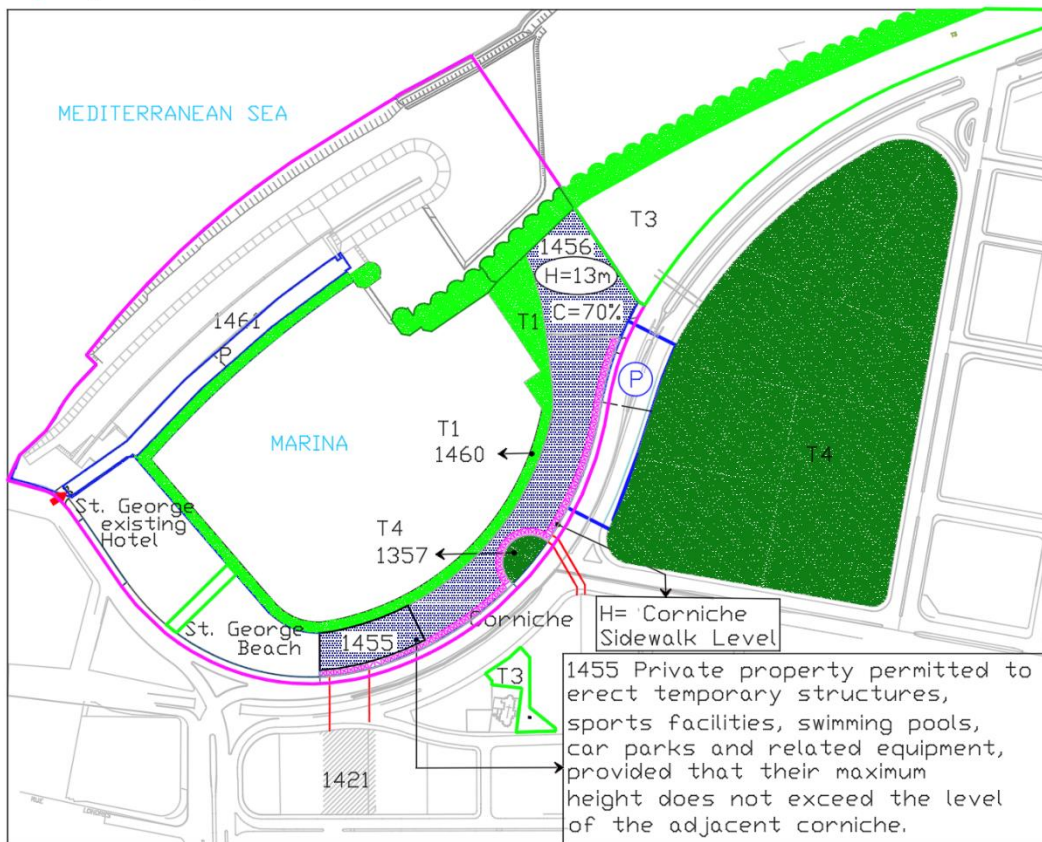 MEDITERRANEAN SEA
T3
1456
H=13m
C=70%
T1
1461
P
P
MARINA
T1
1460
T4
T4
1357
St. George
existing
Hotel
St. George
Beach
1455
Corniche
H= Corniche
Sidewalk Level
T3
1421
1455 Private property permitted to
erect temporary structures,
sports facilities, swimming pools,
car parks and related equipment,
provided that their maximum
height does not exceed the level
of the adjacent corniche.
RUE